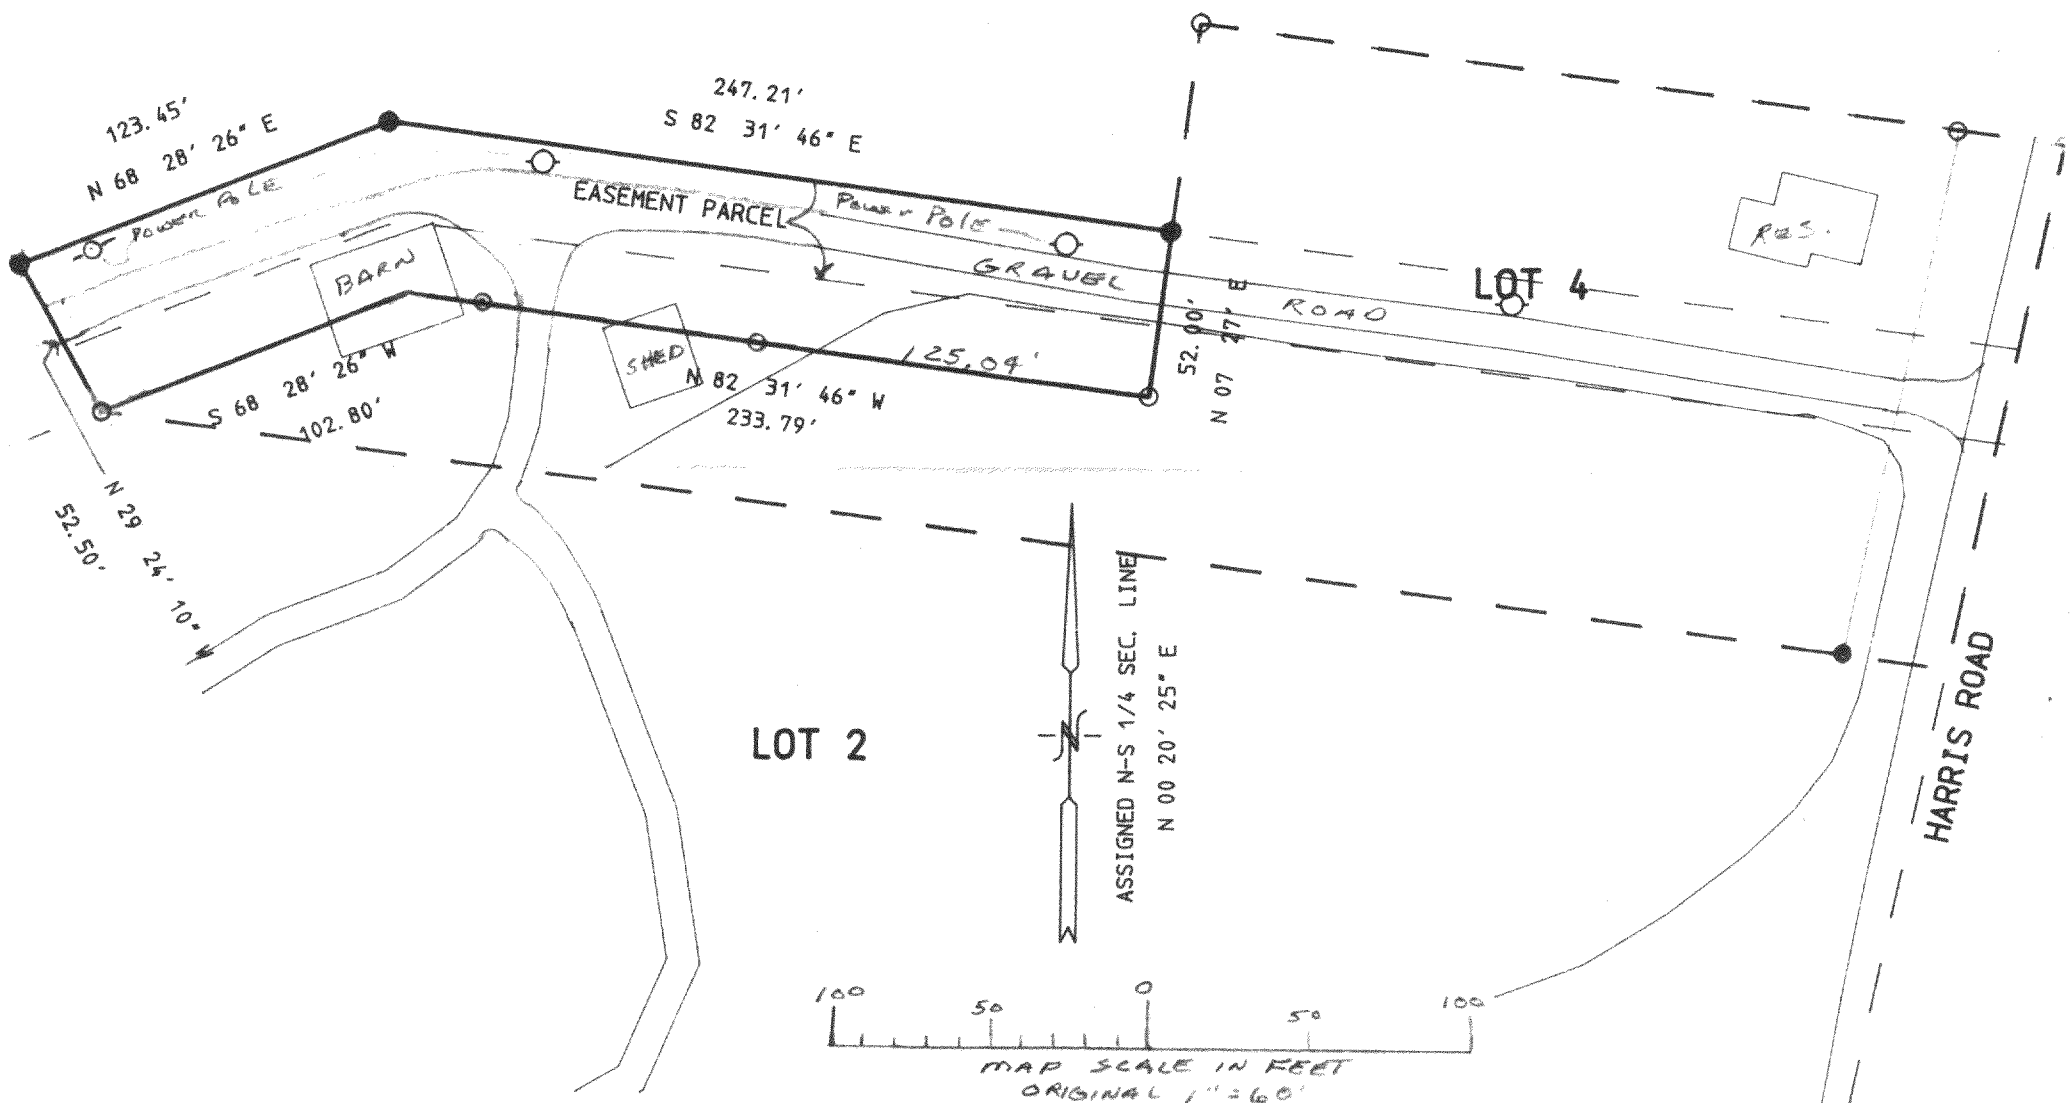 123.45'
N 68 28' 26" E
247.21'
S 82 31' 46" E
POWER POLE
EASEMENT PARCEL
Power Pole
BARN
GRAVEL
ROAD
LOT 4
RES.
SHED
125.04'
N 82 31' 46" W
233.79'
52.00'
N 07 27' E
S 68 28' 26" W
102.80'
N 29 24' 10"
52.50'
LOT 2
N
ASSIGNED N-S 1/4 SEC. LINE
N 00 20' 25" E
HARRIS ROAD
100 50 0 50 100
MAP SCALE IN FEET
ORIGINAL 1" = 60'